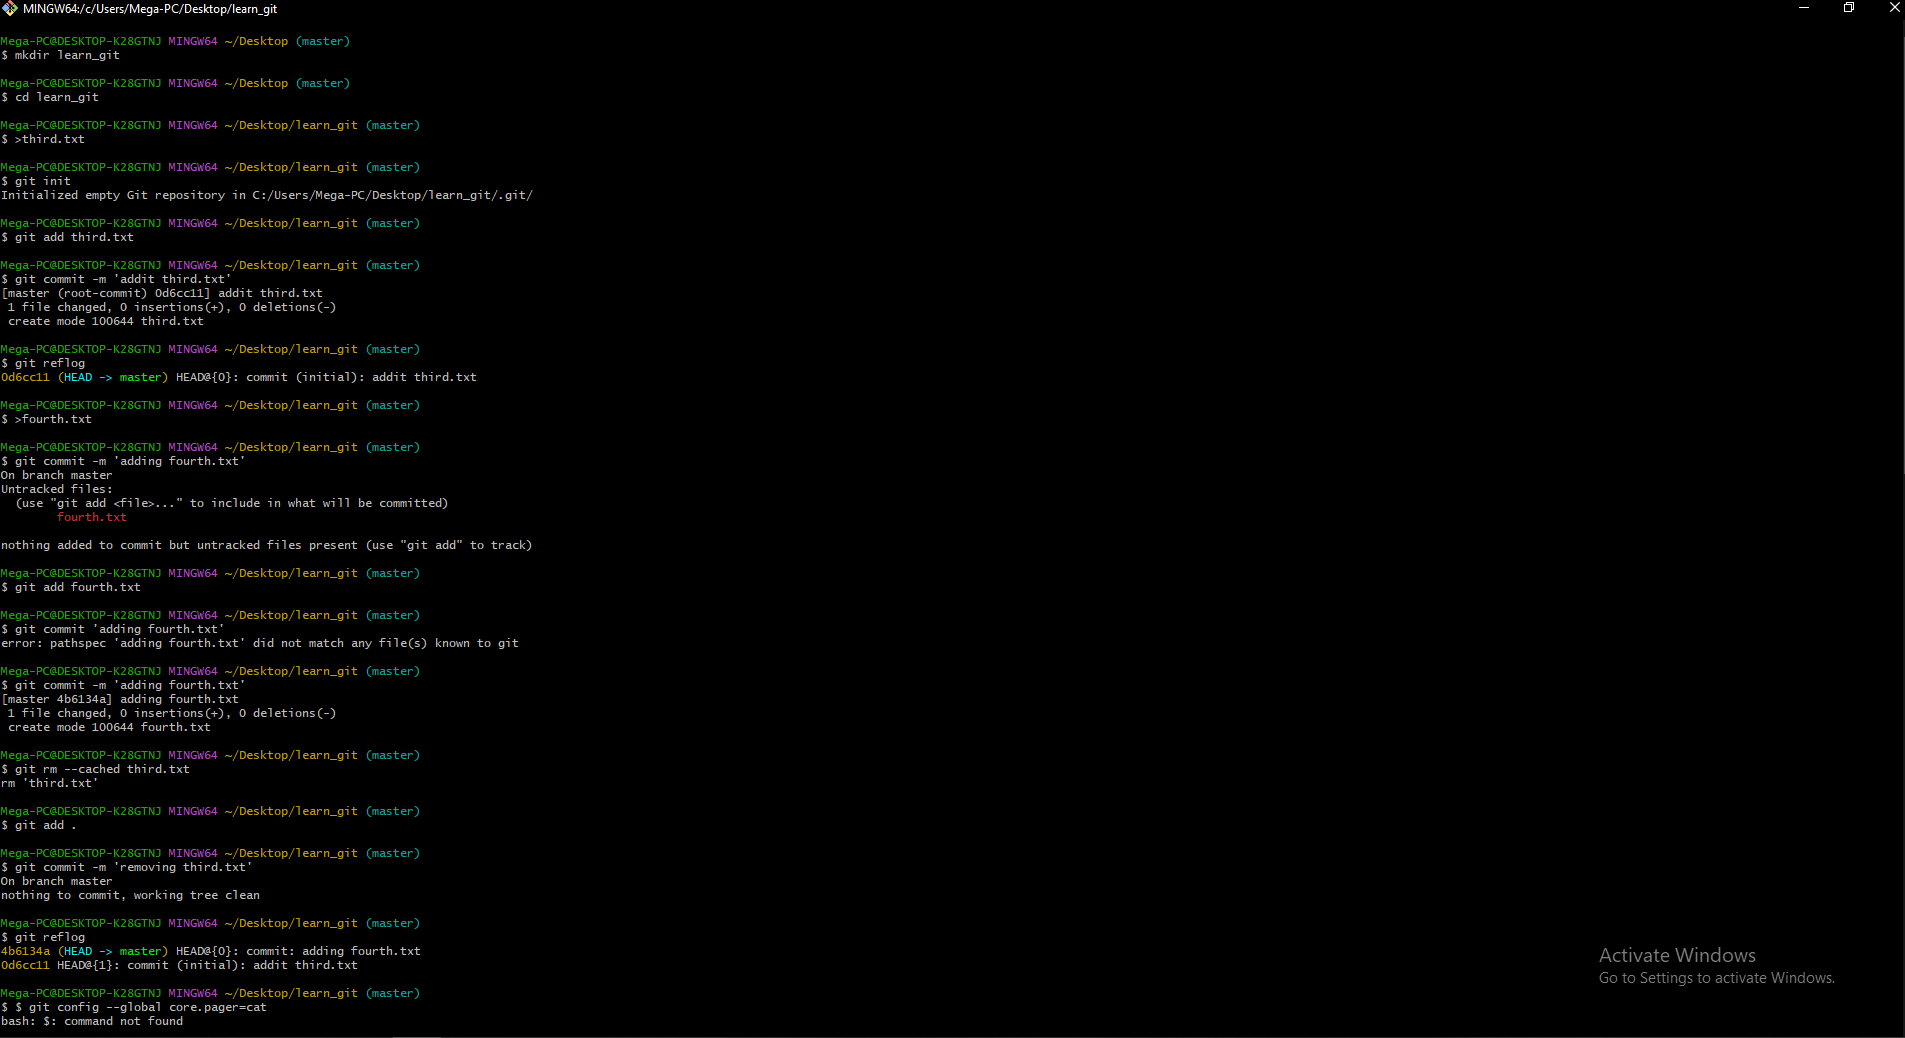 MINGW64:/c/Users/Mega-PC/Desktop/learn_git
Mega-PC@DESKTOP-K28GTNJ MINGW64 ~/Desktop (master)
$ mkdir learn_git
Mega-PC@DESKTOP-K28GTNJ MINGW64 ~/Desktop (master)
$ cd learn_git
Mega-PC@DESKTOP-K28GTNJ MINGW64 ~/Desktop/learn_git (master)
$ >third.txt
Mega-PC@DESKTOP-K28GTNJ MINGW64 ~/Desktop/learn_git (master)
$ git init
Initialized empty Git repository in C:/Users/Mega-PC/Desktop/learn_git/.git/
Mega-PC@DESKTOP-K28GTNJ MINGW64 ~/Desktop/learn_git (master)
$ git add third.txt
Mega-PC@DESKTOP-K28GTNJ MINGW64 ~/Desktop/learn_git (master)
$ git commit -m 'addit third.txt'
[master (root-commit) 0d6cc11] addit third.txt
 1 file changed, 0 insertions(+), 0 deletions(-)
 create mode 100644 third.txt
Mega-PC@DESKTOP-K28GTNJ MINGW64 ~/Desktop/learn_git (master)
$ git reflog
0d6cc11 (HEAD -> master) HEAD@{0}: commit (initial): addit third.txt
Mega-PC@DESKTOP-K28GTNJ MINGW64 ~/Desktop/learn_git (master)
$ >fourth.txt
Mega-PC@DESKTOP-K28GTNJ MINGW64 ~/Desktop/learn_git (master)
$ git commit -m 'adding fourth.txt'
On branch master
Untracked files:
  (use "git add <file>..." to include in what will be committed)
        fourth.txt
nothing added to commit but untracked files present (use "git add" to track)
Mega-PC@DESKTOP-K28GTNJ MINGW64 ~/Desktop/learn_git (master)
$ git add fourth.txt
Mega-PC@DESKTOP-K28GTNJ MINGW64 ~/Desktop/learn_git (master)
$ git commit 'adding fourth.txt'
error: pathspec 'adding fourth.txt' did not match any file(s) known to git
Mega-PC@DESKTOP-K28GTNJ MINGW64 ~/Desktop/learn_git (master)
$ git commit -m 'adding fourth.txt'
[master 4b6134a] adding fourth.txt
 1 file changed, 0 insertions(+), 0 deletions(-)
 create mode 100644 fourth.txt
Mega-PC@DESKTOP-K28GTNJ MINGW64 ~/Desktop/learn_git (master)
$ git rm --cached third.txt
rm 'third.txt'
Mega-PC@DESKTOP-K28GTNJ MINGW64 ~/Desktop/learn_git (master)
$ git add .
Mega-PC@DESKTOP-K28GTNJ MINGW64 ~/Desktop/learn_git (master)
$ git commit -m 'removing third.txt'
On branch master
nothing to commit, working tree clean
Mega-PC@DESKTOP-K28GTNJ MINGW64 ~/Desktop/learn_git (master)
$ git reflog
4b6134a (HEAD -> master) HEAD@{0}: commit: adding fourth.txt
0d6cc11 HEAD@{1}: commit (initial): addit third.txt
Mega-PC@DESKTOP-K28GTNJ MINGW64 ~/Desktop/learn_git (master)
$ $ git config --global core.pager=cat
bash: $: command not found
Activate Windows
Go to Settings to activate Windows.